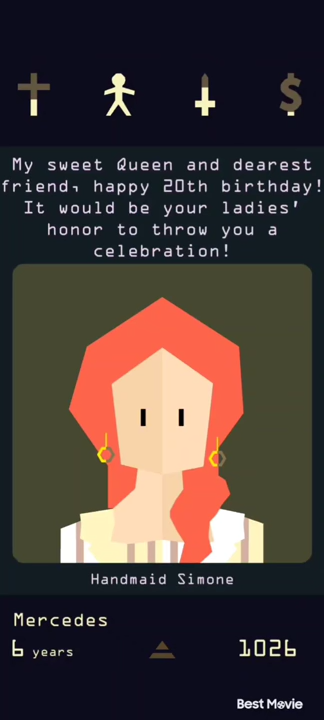 My sweet Queen and dearest
friend, happy 20th birthday!
It would be your ladies'
honor to throw you a
celebration!
Handmaid Simone
Mercedes
6 years
1026
Best Movie